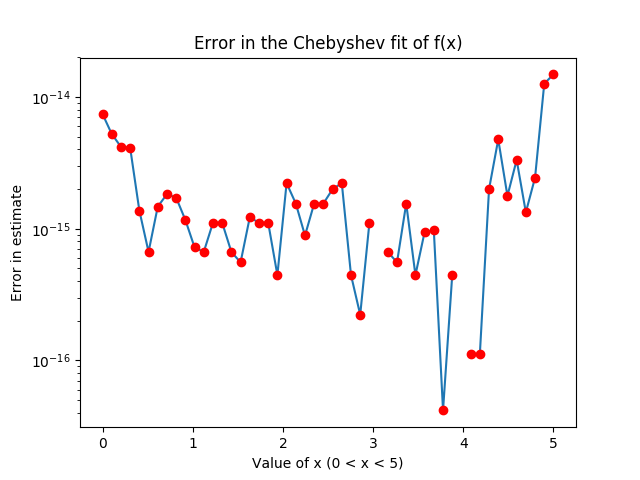 Error in the Chebyshev fit of f(x)
Error in estimate
10⁻¹⁴
10⁻¹⁵
10⁻¹⁶
0 1 2 3 4 5
Value of x (0 < x < 5)